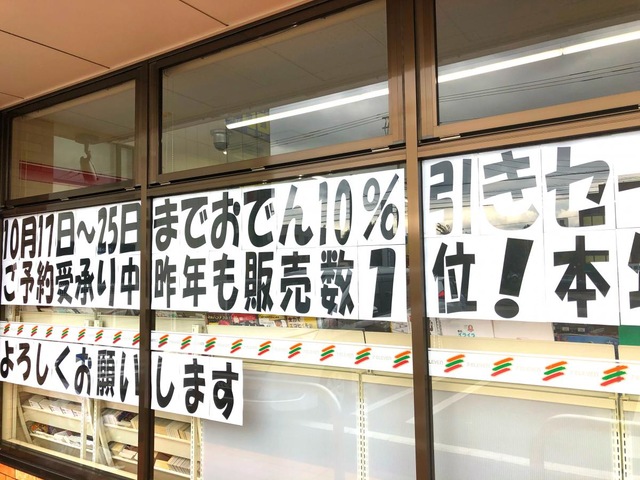 10月17日〜25日までおでん10%引きセー
ご予約受承り中昨年も販売数1位!本年
よろしくお願いします